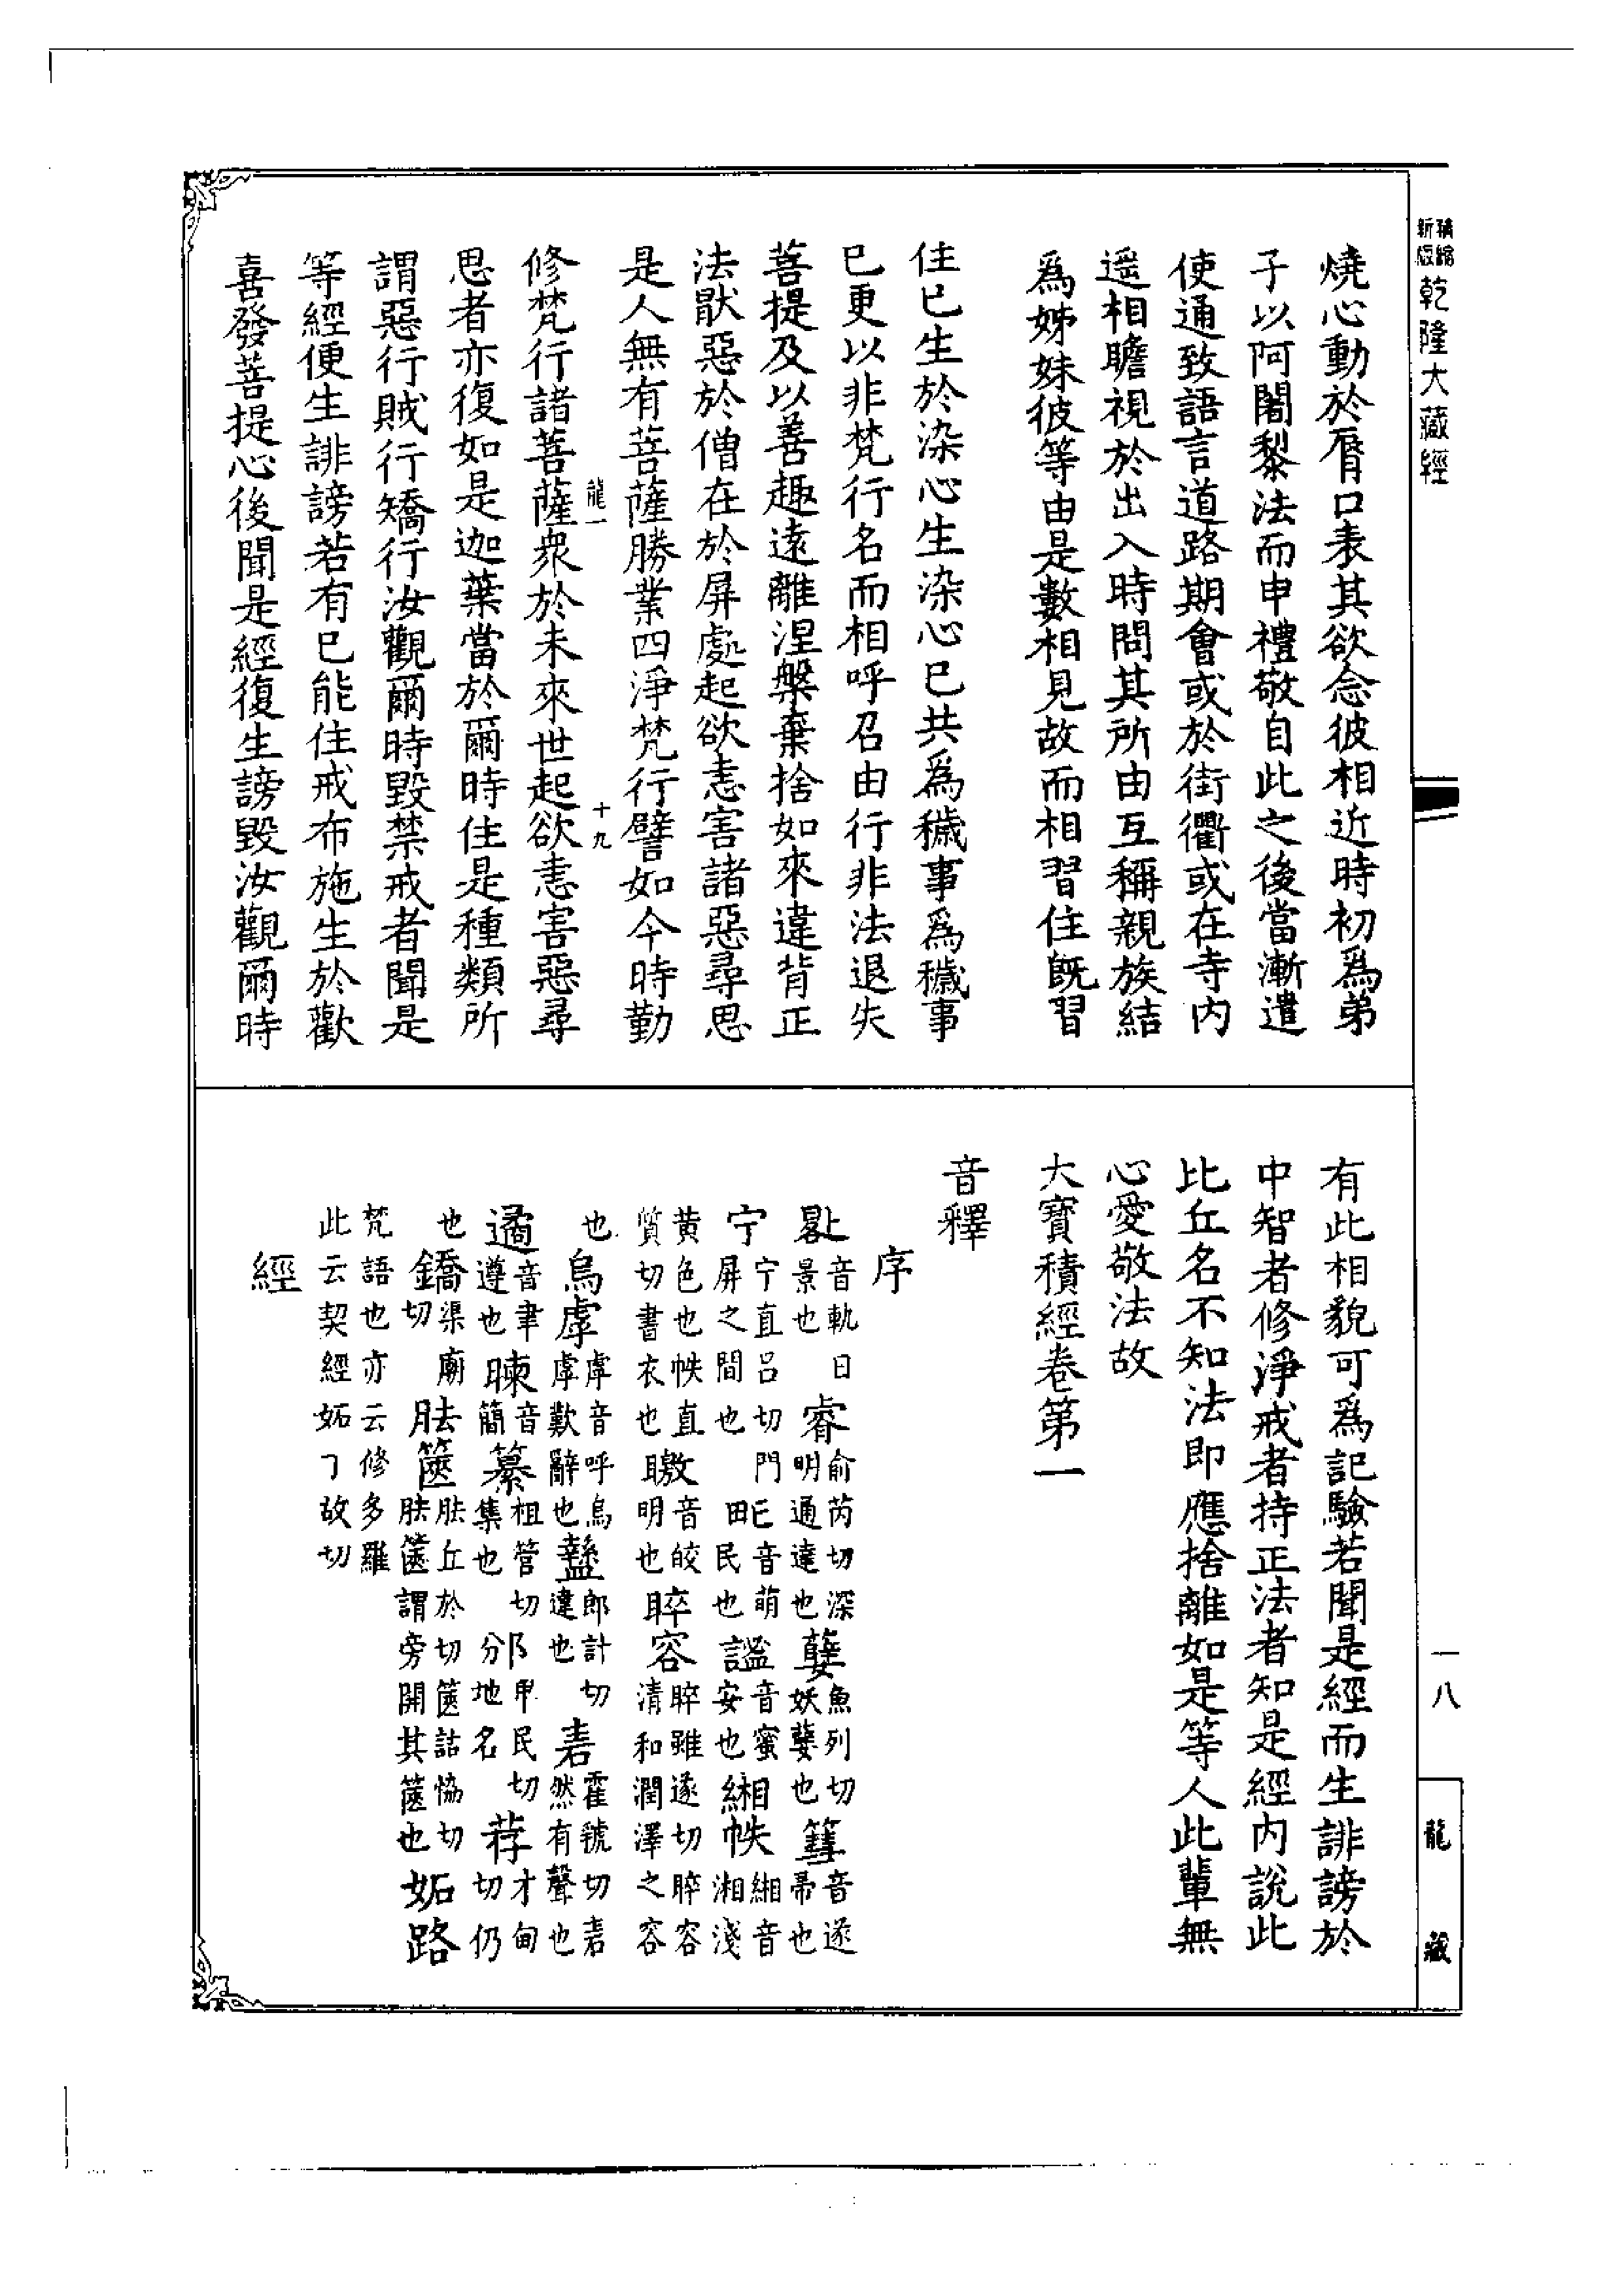 新縮
精版
乾隆大藏經
燒心動於脣口表其欲念彼相近時初為弟
子以阿闍黎法而申禮敬自此之後當漸遣
使通致語言道路期會或於街衢或在寺內
遥相瞻視於出入時問其所由互稱親族結
為姊妹彼等由是數相見故而相習住既習
住已生於染心生染心已共為穢事為穢事
已更以非梵行名而相呼召由行非法退失
菩提及以善趣遠離涅槃棄捨如來違背正
法猒惡於僧在於屏處起欲恚害諸惡尋思
是人無有菩薩勝業四淨梵行譬如今時勤
龍一 十九
修梵行諸菩薩衆於未來世起欲恚害惡尋
思者亦復如是迦葉當於爾時住是種類所
謂惡行賊行矯行汝觀爾時毀禁戒者聞是
等經便生誹謗若有已能住戒布施生於歡
喜發菩提心後聞是經復生謗毀汝觀爾時
有此相貌可為記驗若聞是經而生誹謗於
中智者修淨戒者持正法者知是經內說此
比丘名不知法即應捨離如是等人此輩無
心愛敬法故
大寶積經卷第一
音釋
序
晷 音軌日景也 睿 俞芮切深明通達也 孽 魚列切妖孽也 篲 音遂帚也
宁 宁直呂切門屏之間也 甿 音萌田民也 謐 音蜜安也 緗帙 緗音湘淺
黄色也帙直質切書衣也 皦 音皎明也 睟容 睟雖遂切睟容清和潤澤之容
也 烏虖 虖音呼烏虖歎辭也 盭 郎計切違也 砉 霍號切砉然有聲也
遹 音聿遵也 暕 音簡 纂 祖管切集也 邠 卑民切分地名 荐 才甸切仍
也 鐈 渠廟切 胠篋 胠丘於切篋詰協切胠篋謂旁開其篋也 妬路
梵語也亦云修多羅此云契經妬丁故切
經
一八
龍藏